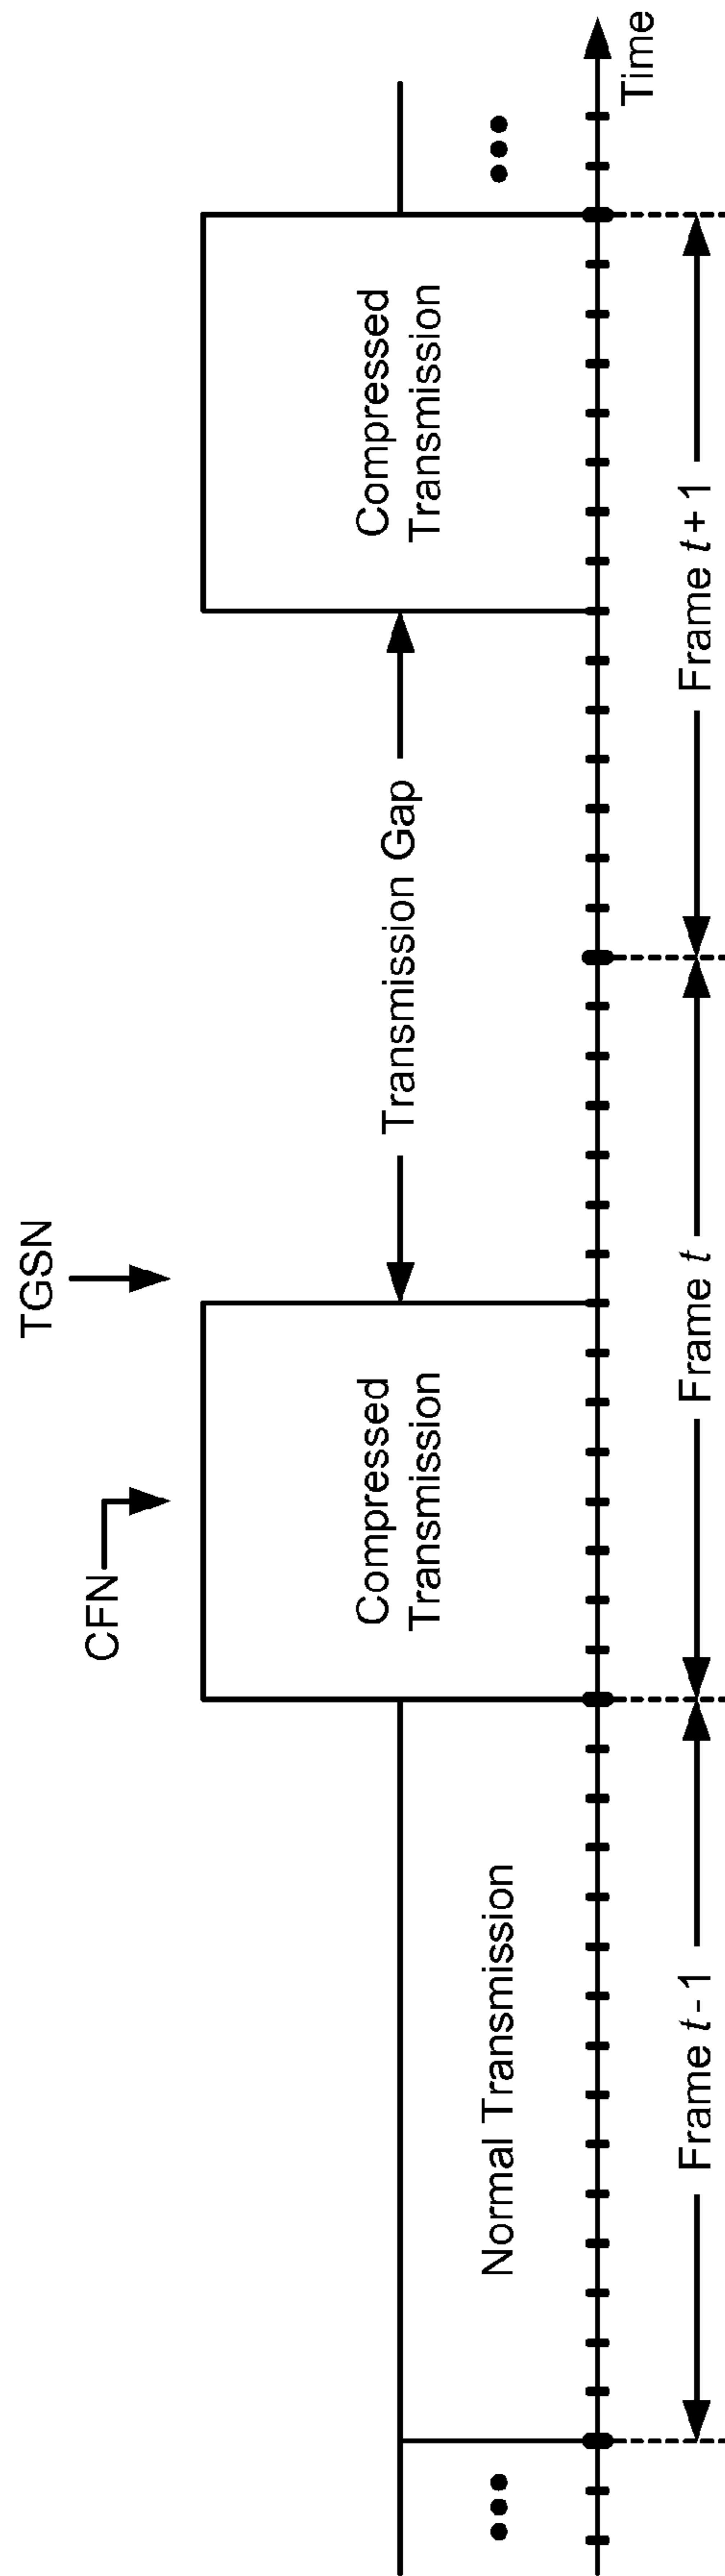 TGSN
CFN
Compressed
Transmission
Transmission Gap
Compressed
Transmission
Normal Transmission
Time
Frame t-1
Frame t
Frame t+1